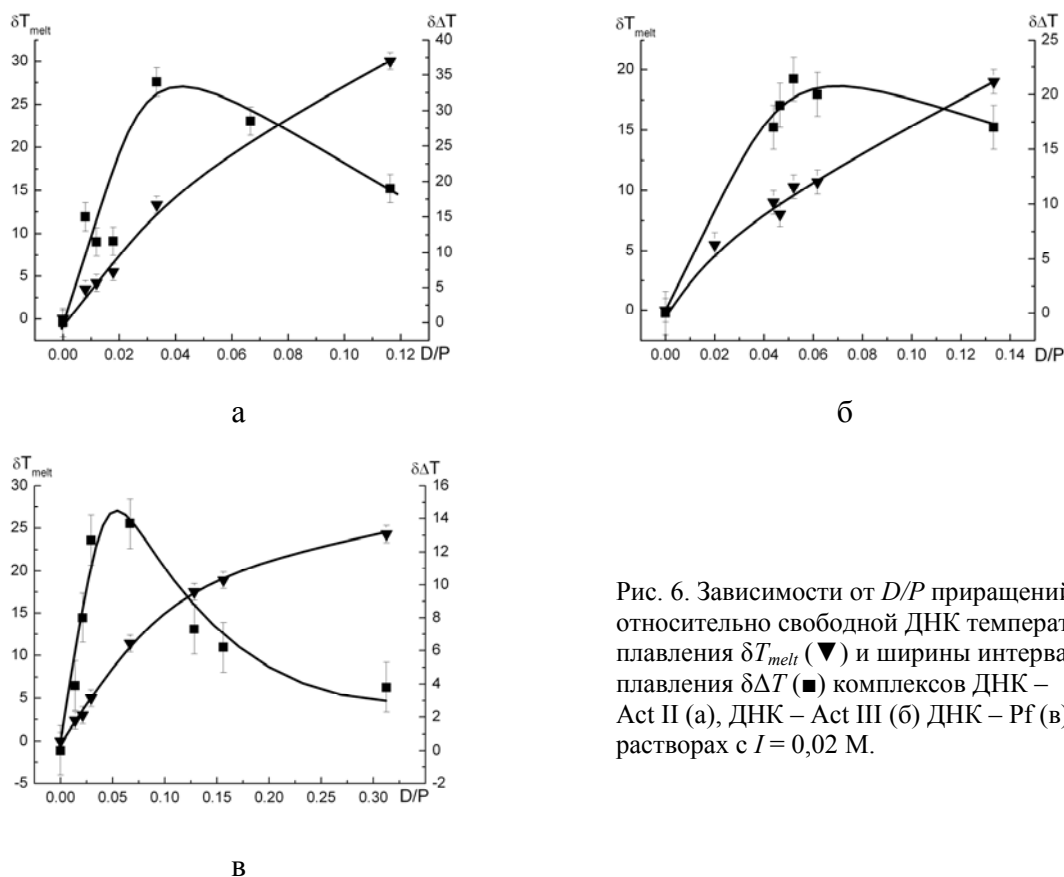 δT_melt δΔT
30 25 20 15 10 5 0
40 35 30 25 20 15 10 5 0
0.00 0.02 0.04 0.06 0.08 0.10 0.12 D/P
а
δT_melt δΔT
20 15 10 5 0
25 20 15 10 5 0
0.00 0.02 0.04 0.06 0.08 0.10 0.12 0.14 D/P
б
δT_melt δΔT
30 25 20 15 10 5 0 -5
16 14 12 10 8 6 4 2 0 -2
0.00 0.05 0.10 0.15 0.20 0.25 0.30 D/P
в
Рис. 6. Зависимости от D/P приращений
относительно свободной ДНК температ
плавления δT_melt (▼) и ширины интерва
плавления δΔT (■) комплексов ДНК –
Act II (а), ДНК – Act III (б) ДНК – Pf (в)
растворах с I = 0,02 М.